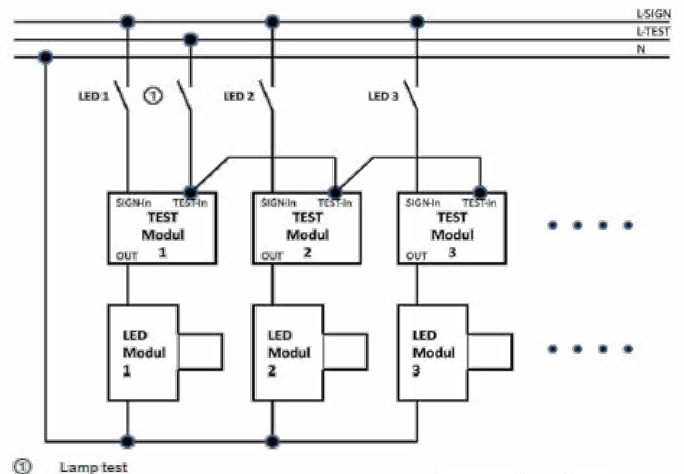 L-SIGN
L-TEST
N
LED 1 ① LED 2 LED 3
SIGN-In TEST-In SIGN-In TEST-In SIGN-In TEST-In
TEST TEST TEST
Modul Modul Modul
OUT 1 OUT 2 OUT 3
LED LED LED
Modul Modul Modul
1 2 3
① Lamp test